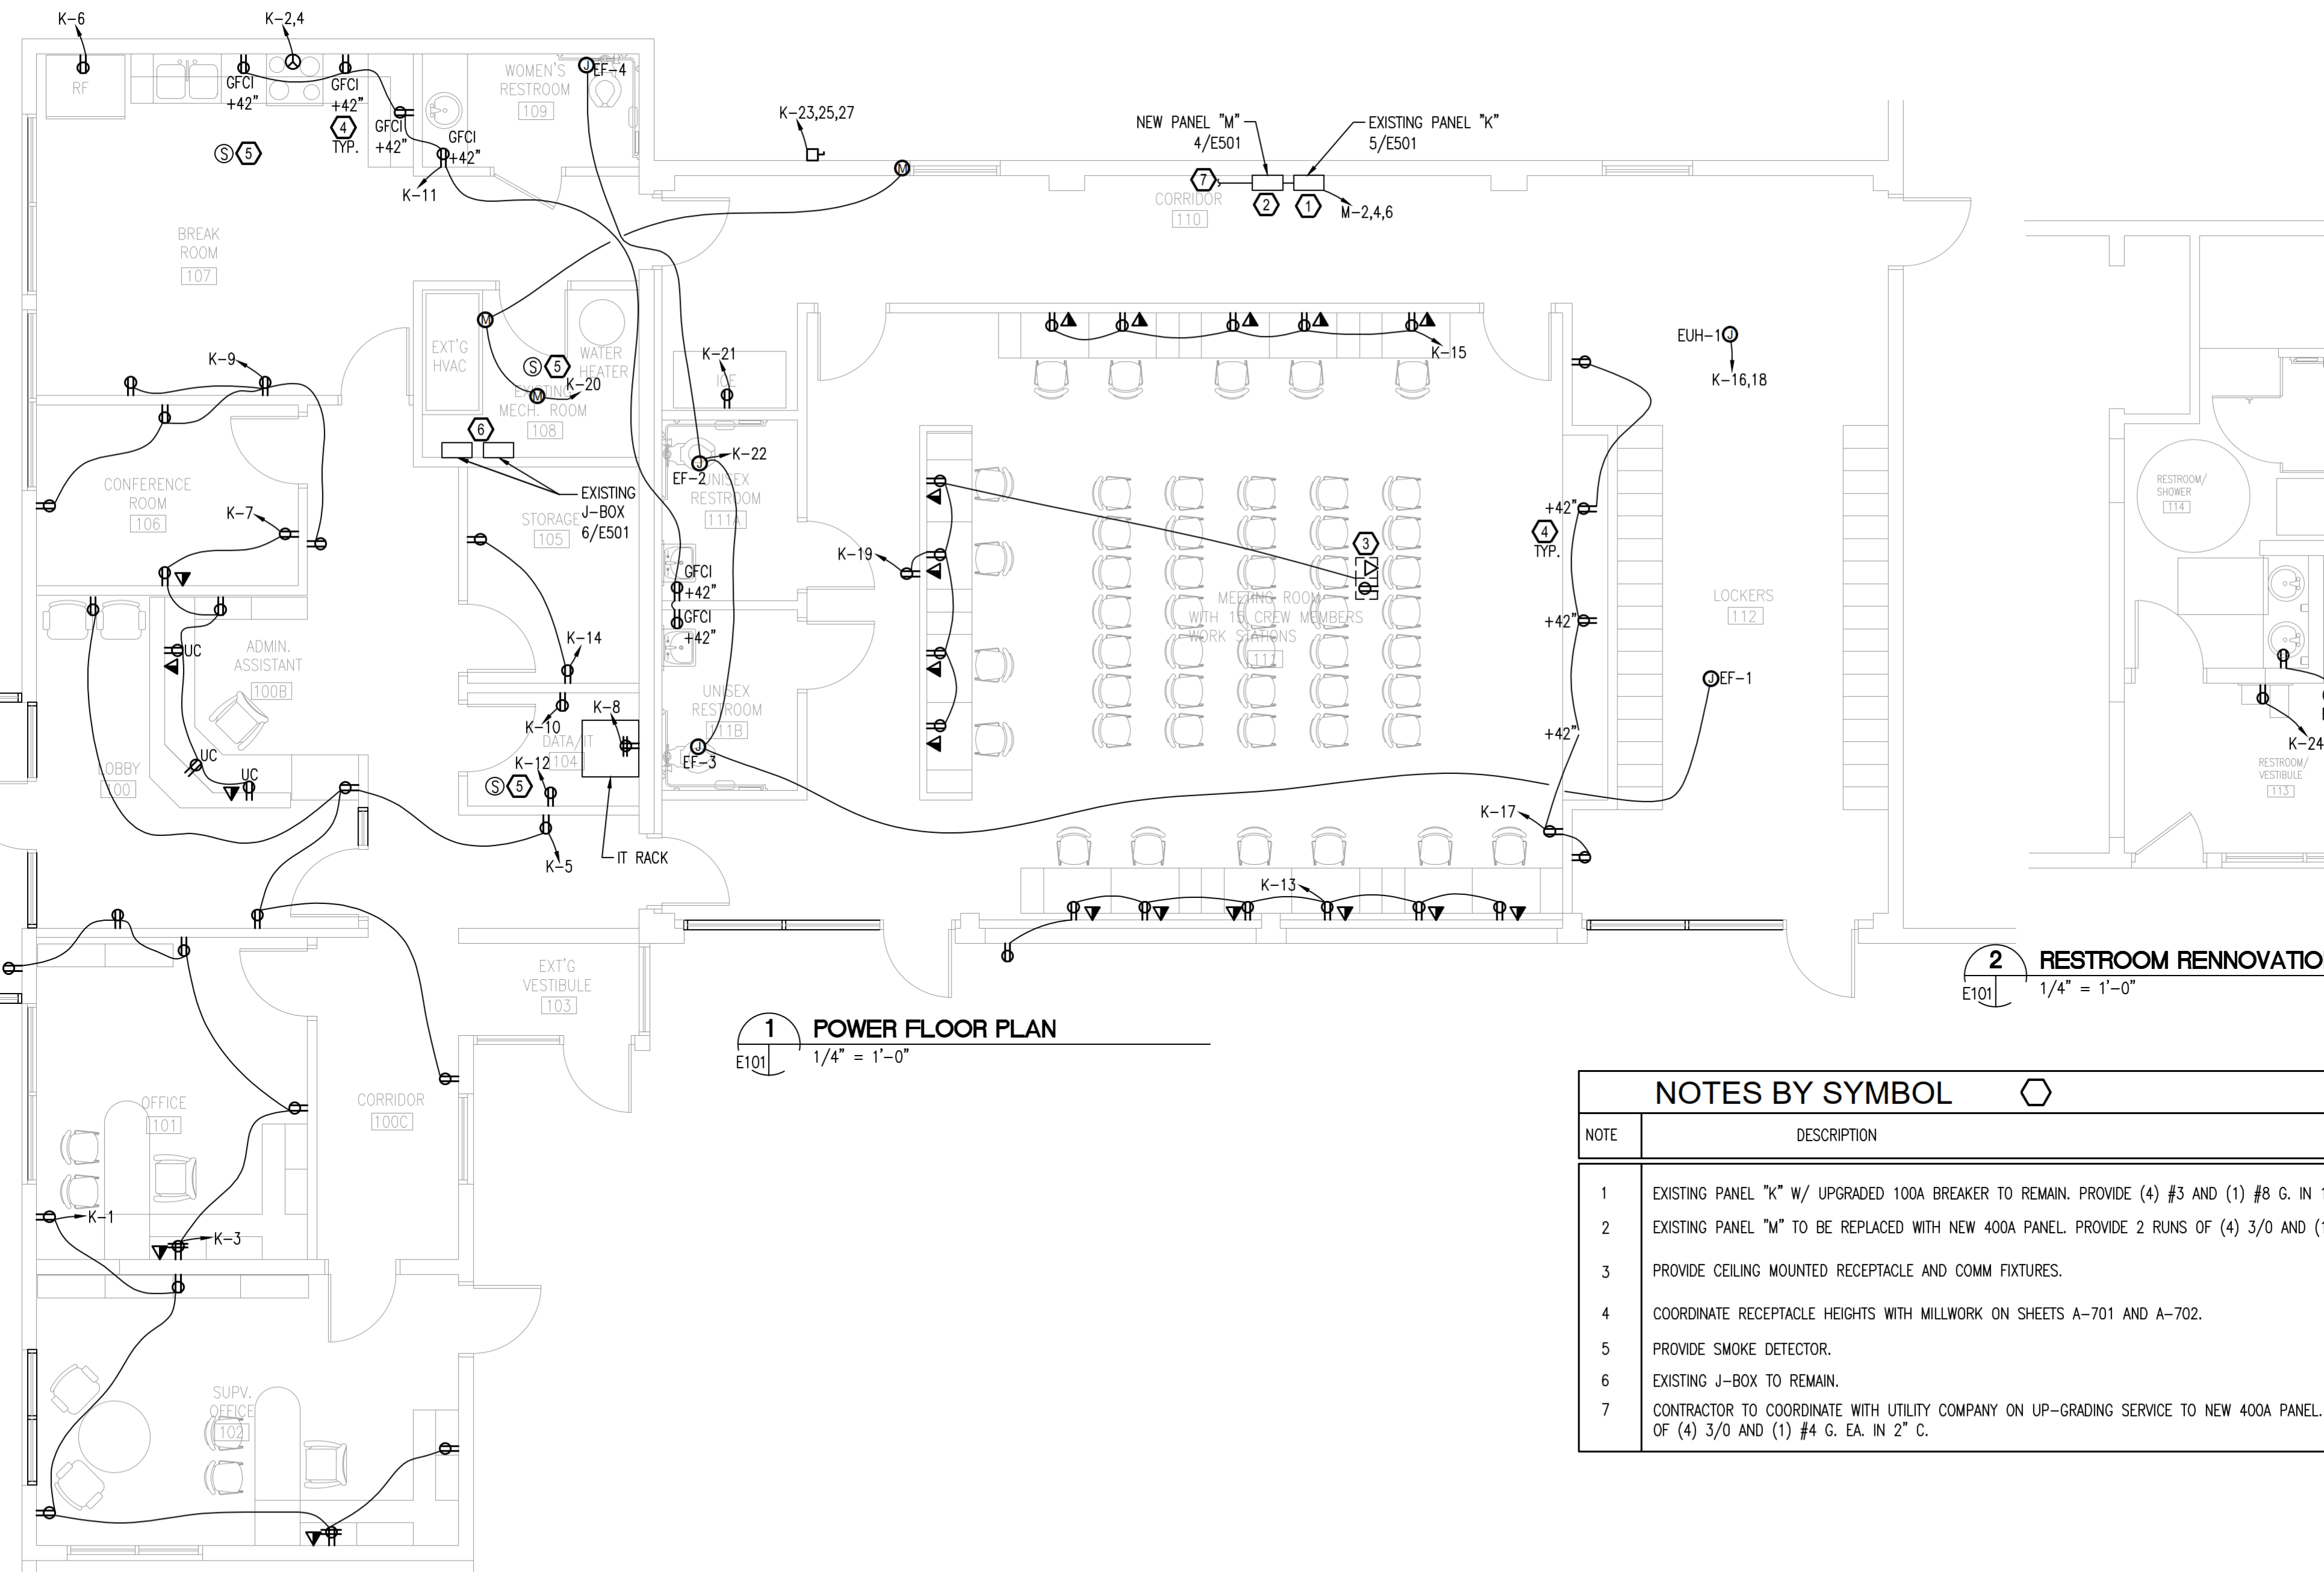 K-6
K-2,4
RF
GFCI
+42"
GFCI
+42"
4
TYP.
GFCI
+42"
GFCI
+42"
K-11
S
5
WOMEN'S
RESTROOM
109
J
EF-4
K-23,25,27
M
NEW PANEL "M"
4/E501
EXISTING PANEL "K"
5/E501
7
2
1
M-2,4,6
CORRIDOR
110
BREAK
ROOM
107
M
EXT'G
HVAC
WATER
HEATER
S
5
K-20
M
EXISTING
MECH. ROOM
108
6
EXISTING
J-BOX
6/E501
K-9
K-21
ICE
K-15
EUH-1
J
K-16,18
CONFERENCE
ROOM
106
K-7
STORAGE
105
J
K-22
EF-2
UNISEX
RESTROOM
111A
GFCI
+42"
GFCI
+42"
K-19
3
MEETING ROOM
WITH 15 CREW MEMBERS
WORK STATIONS
111
+42"
4
TYP.
+42"
+42"
LOCKERS
112
J
EF-1
RESTROOM/
SHOWER
114
K-24
RESTROOM/
VESTIBULE
113
UC
ADMIN.
ASSISTANT
100B
UC
UC
LOBBY
100
K-14
K-10
K-8
DATA/IT
104
K-12
S
5
K-5
IT RACK
UNISEX
RESTROOM
111B
J
EF-3
K-17
K-13
EXT'G
VESTIBULE
103
1
E101
POWER FLOOR PLAN
1/4" = 1'-0"
2
E101
RESTROOM RENNOVATIO
1/4" = 1'-0"
OFFICE
101
CORRIDOR
100C
K-1
K-3
SUPV.
OFFICE
102
NOTES BY SYMBOL
NOTE
DESCRIPTION
1 EXISTING PANEL "K" W/ UPGRADED 100A BREAKER TO REMAIN. PROVIDE (4) #3 AND (1) #8 G. IN 1
2 EXISTING PANEL "M" TO BE REPLACED WITH NEW 400A PANEL. PROVIDE 2 RUNS OF (4) 3/0 AND (1
3 PROVIDE CEILING MOUNTED RECEPTACLE AND COMM FIXTURES.
4 COORDINATE RECEPTACLE HEIGHTS WITH MILLWORK ON SHEETS A-701 AND A-702.
5 PROVIDE SMOKE DETECTOR.
6 EXISTING J-BOX TO REMAIN.
7 CONTRACTOR TO COORDINATE WITH UTILITY COMPANY ON UP-GRADING SERVICE TO NEW 400A PANEL.
OF (4) 3/0 AND (1) #4 G. EA. IN 2" C.